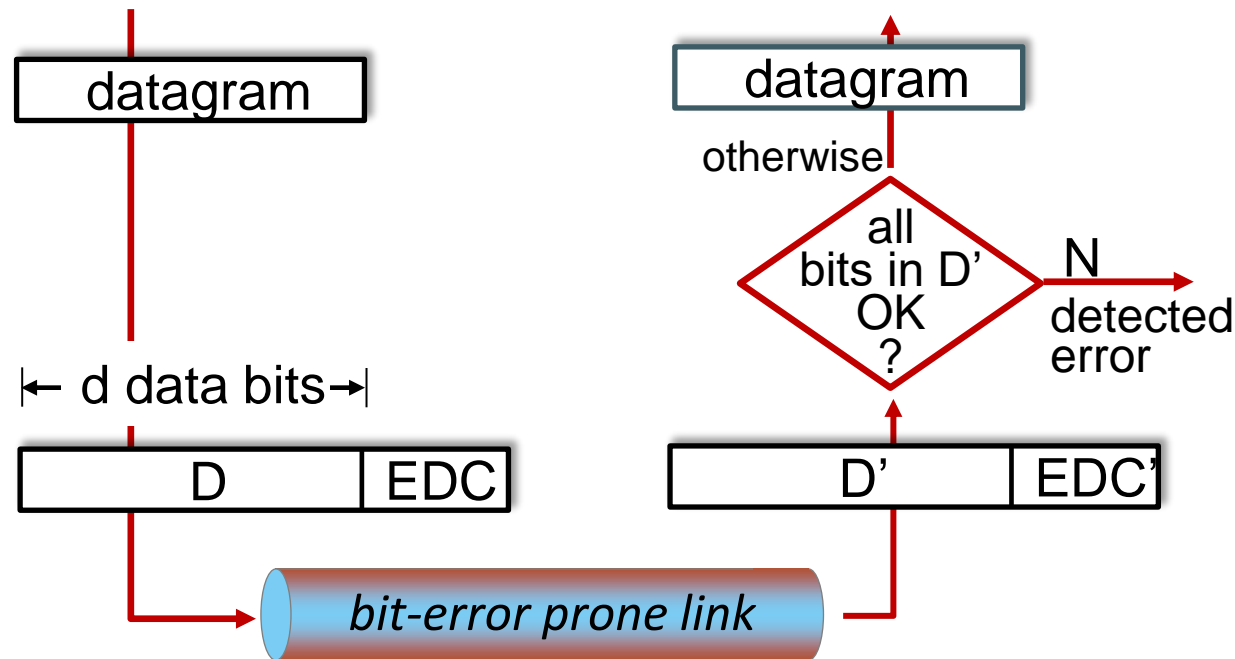 datagram
d data bits
D EDC
bit-error prone link
datagram
otherwise
all
bits in D’
OK
?
N
detected
error
D’ EDC’